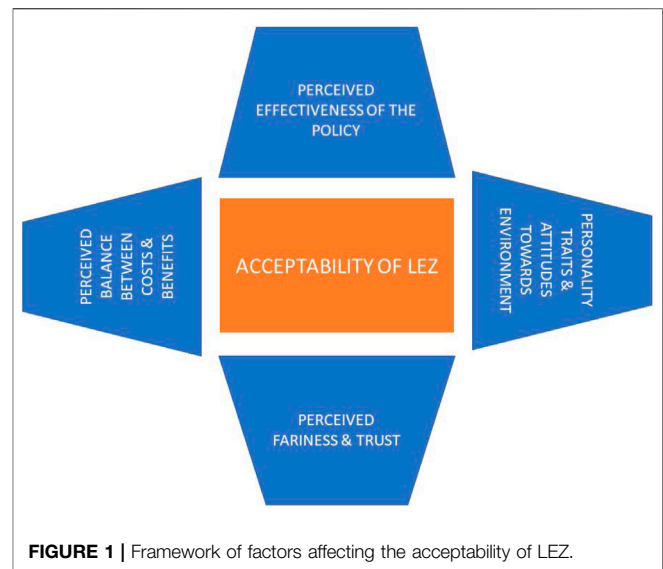 PERCEIVED
EFFECTIVENESS OF THE
POLICY
PERCEIVED
BALANCE
BETWEEN
COSTS &
BENEFITS
ACCEPTABILITY OF LEZ
PERSONALITY
TRAITS &
ATTITUDES
TOWARDS
ENVIRONMENT
PERCEIVED
FARINESS & TRUST
FIGURE 1 | Framework of factors affecting the acceptability of LEZ.